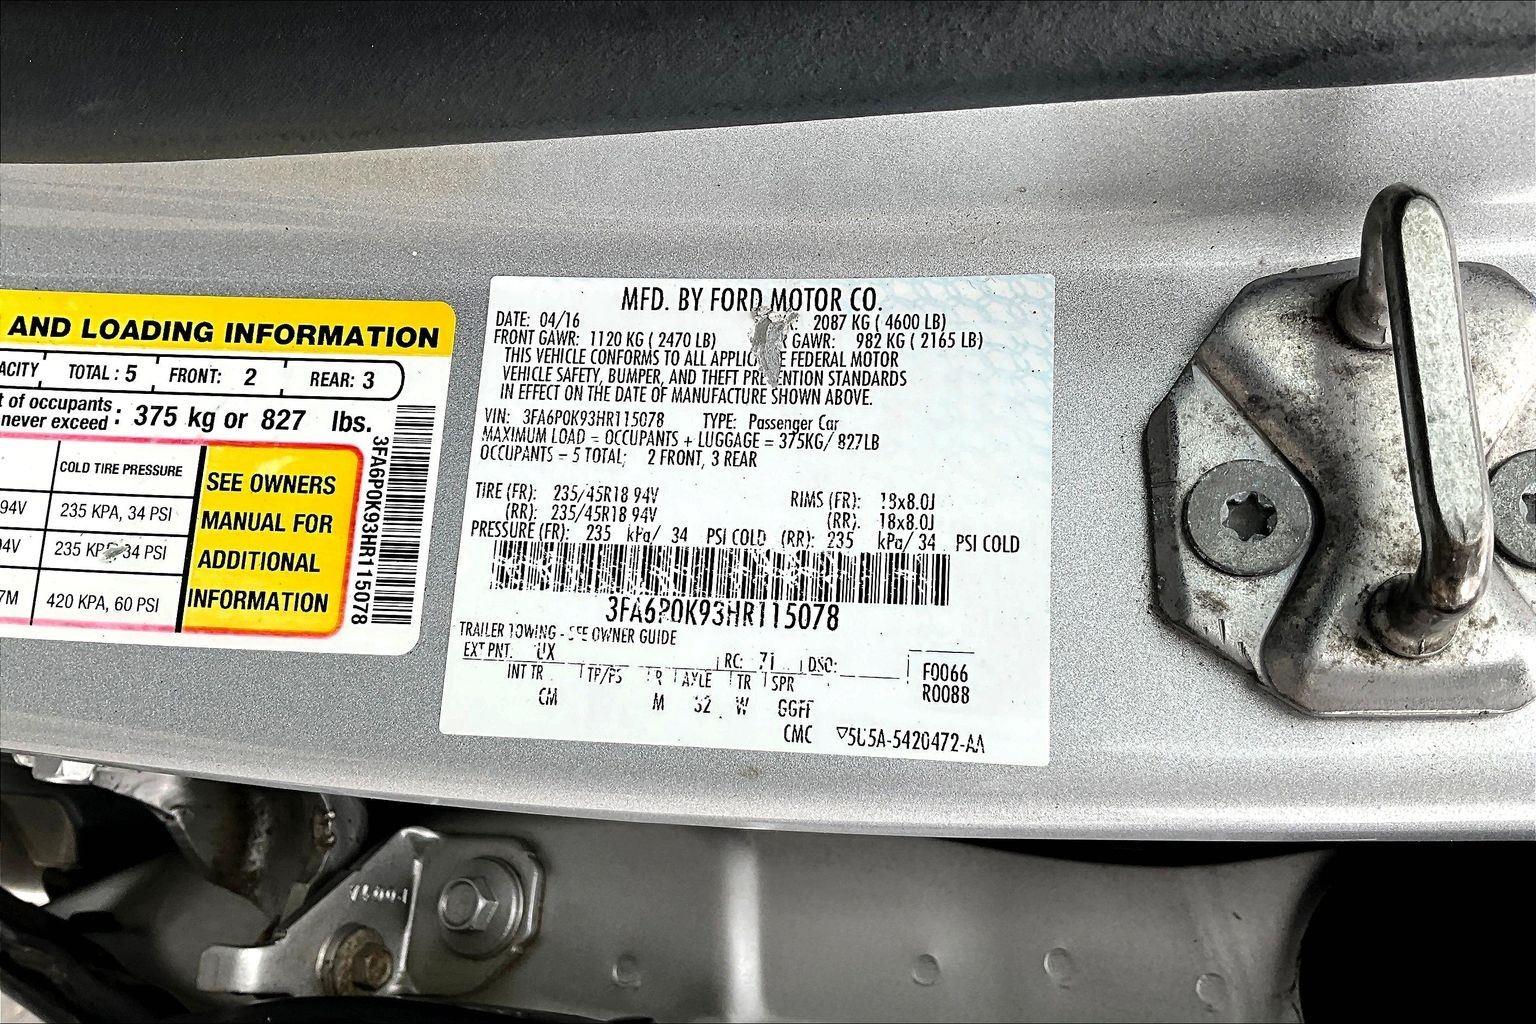 AND LOADING INFORMATION
ACITY TOTAL : 5 FRONT: 2 REAR: 3
t of occupants
never exceed : 375 kg or 827 lbs.
COLD TIRE PRESSURE
94V 235 KPA, 34 PSI
94V 235 KPA, 34 PSI
7M 420 KPA, 60 PSI
SEE OWNERS
MANUAL FOR
ADDITIONAL
INFORMATION
3FA6P0K93HR115078
MFD. BY FORD MOTOR CO.
DATE: 04/16 2087 KG ( 4600 LB)
FRONT GAWR: 1120 KG ( 2470 LB) R GAWR: 982 KG ( 2165 LB)
THIS VEHICLE CONFORMS TO ALL FEDERAL MOTOR
VEHICLE SAFETY, BUMPER, AND THEFT PREVENTION STANDARDS
IN EFFECT ON THE DATE OF MANUFACTURE SHOWN ABOVE.
VIN: 3FA6P0K93HR115078 TYPE: Passenger Car
MAXIMUM LOAD = OCCUPANTS + LUGGAGE = 375KG/ 827LB
OCCUPANTS = 5 TOTAL; 2 FRONT, 3 REAR
TIRE (FR): 235/45R18 94V RIMS (FR): 18x8.0J
(RR): 235/45R18 94V (RR): 18x8.0J
PRESSURE (FR): 235 kPa/ 34 PSI COLD (RR): 235 kPa/ 34 PSI COLD
3FA6P0K93HR115078
TRAILER TOWING - SEE OWNER GUIDE
EXT PNT: UX RC: 71 DSO: F0066
INT TR TP/PS R AXLE TR SPR R0088
CM M 32 W GGFF
CMC ▽5U5A-5420472-AA